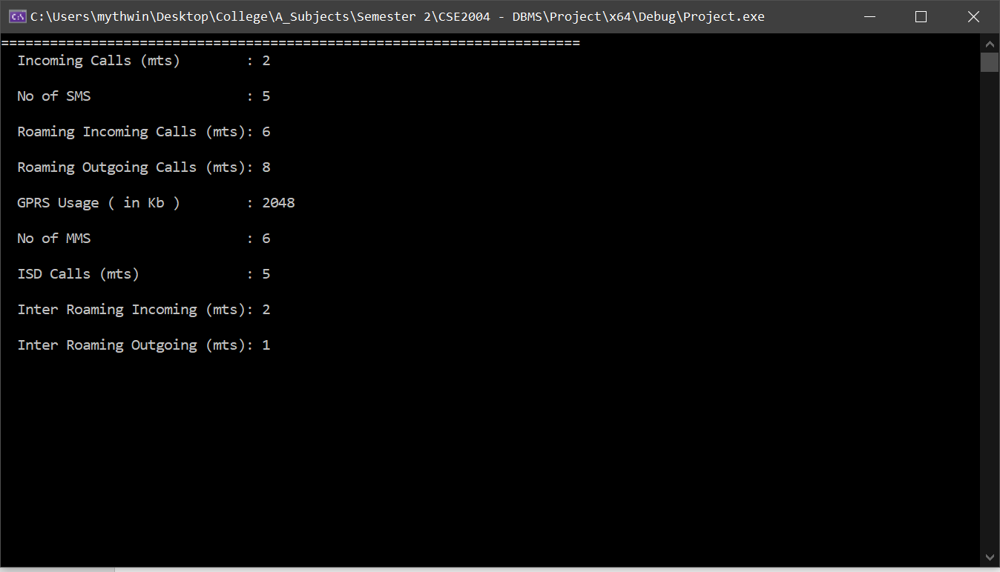 C:\Users\mythwin\Desktop\College\A_Subjects\Semester 2\CSE2004 - DBMS\Project\x64\Debug\Project.exe
=======================================================================
Incoming Calls (mts)        : 2
No of SMS                   : 5
Roaming Incoming Calls (mts): 6
Roaming Outgoing Calls (mts): 8
GPRS Usage ( in Kb )        : 2048
No of MMS                   : 6
ISD Calls (mts)             : 5
Inter Roaming Incoming (mts): 2
Inter Roaming Outgoing (mts): 1